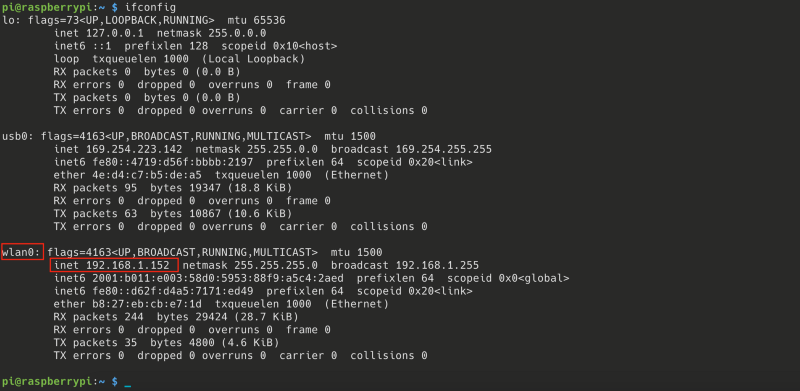 pi@raspberrypi:~ $ ifconfig
lo: flags=73<UP,LOOPBACK,RUNNING>  mtu 65536
        inet 127.0.0.1  netmask 255.0.0.0
        inet6 ::1  prefixlen 128  scopeid 0x10<host>
        loop  txqueuelen 1000  (Local Loopback)
        RX packets 0  bytes 0 (0.0 B)
        RX errors 0  dropped 0  overruns 0  frame 0
        TX packets 0  bytes 0 (0.0 B)
        TX errors 0  dropped 0 overruns 0  carrier 0  collisions 0

usb0: flags=4163<UP,BROADCAST,RUNNING,MULTICAST>  mtu 1500
        inet 169.254.223.142  netmask 255.255.0.0  broadcast 169.254.255.255
        inet6 fe80::4719:d56f:bbbb:2197  prefixlen 64  scopeid 0x20<link>
        ether 4e:d4:c7:b5:de:a5  txqueuelen 1000  (Ethernet)
        RX packets 95  bytes 19347 (18.8 KiB)
        RX errors 0  dropped 0  overruns 0  frame 0
        TX packets 63  bytes 10867 (10.6 KiB)
        TX errors 0  dropped 0 overruns 0  carrier 0  collisions 0

wlan0: flags=4163<UP,BROADCAST,RUNNING,MULTICAST>  mtu 1500
        inet 192.168.1.152  netmask 255.255.255.0  broadcast 192.168.1.255
        inet6 2001:b011:e003:58d0:5953:88f9:a5c4:2aed  prefixlen 64  scopeid 0x0<global>
        inet6 fe80::d62f:d4a5:7171:ed49  prefixlen 64  scopeid 0x20<link>
        ether b8:27:eb:cb:e7:1d  txqueuelen 1000  (Ethernet)
        RX packets 244  bytes 29424 (28.7 KiB)
        RX errors 0  dropped 0  overruns 0  frame 0
        TX packets 35  bytes 4800 (4.6 KiB)
        TX errors 0  dropped 0 overruns 0  carrier 0  collisions 0

pi@raspberrypi:~ $ _